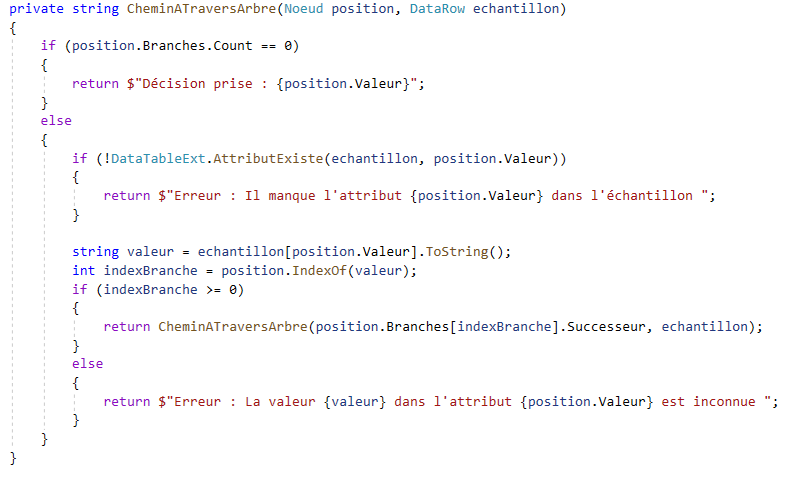 private string CheminATraversArbre(Noeud position, DataRow echantillon)
{
    if (position.Branches.Count == 0)
    {
        return $"Décision prise : {position.Valeur}";
    }
    else
    {
        if (!DataTableExt.AttributExiste(echantillon, position.Valeur))
        {
            return $"Erreur : Il manque l'attribut {position.Valeur} dans l'échantillon ";
        }

        string valeur = echantillon[position.Valeur].ToString();
        int indexBranche = position.IndexOf(valeur);
        if (indexBranche >= 0)
        {
            return CheminATraversArbre(position.Branches[indexBranche].Successeur, echantillon);
        }
        else
        {
            return $"Erreur : La valeur {valeur} dans l'attribut {position.Valeur} est inconnue ";
        }
    }
}